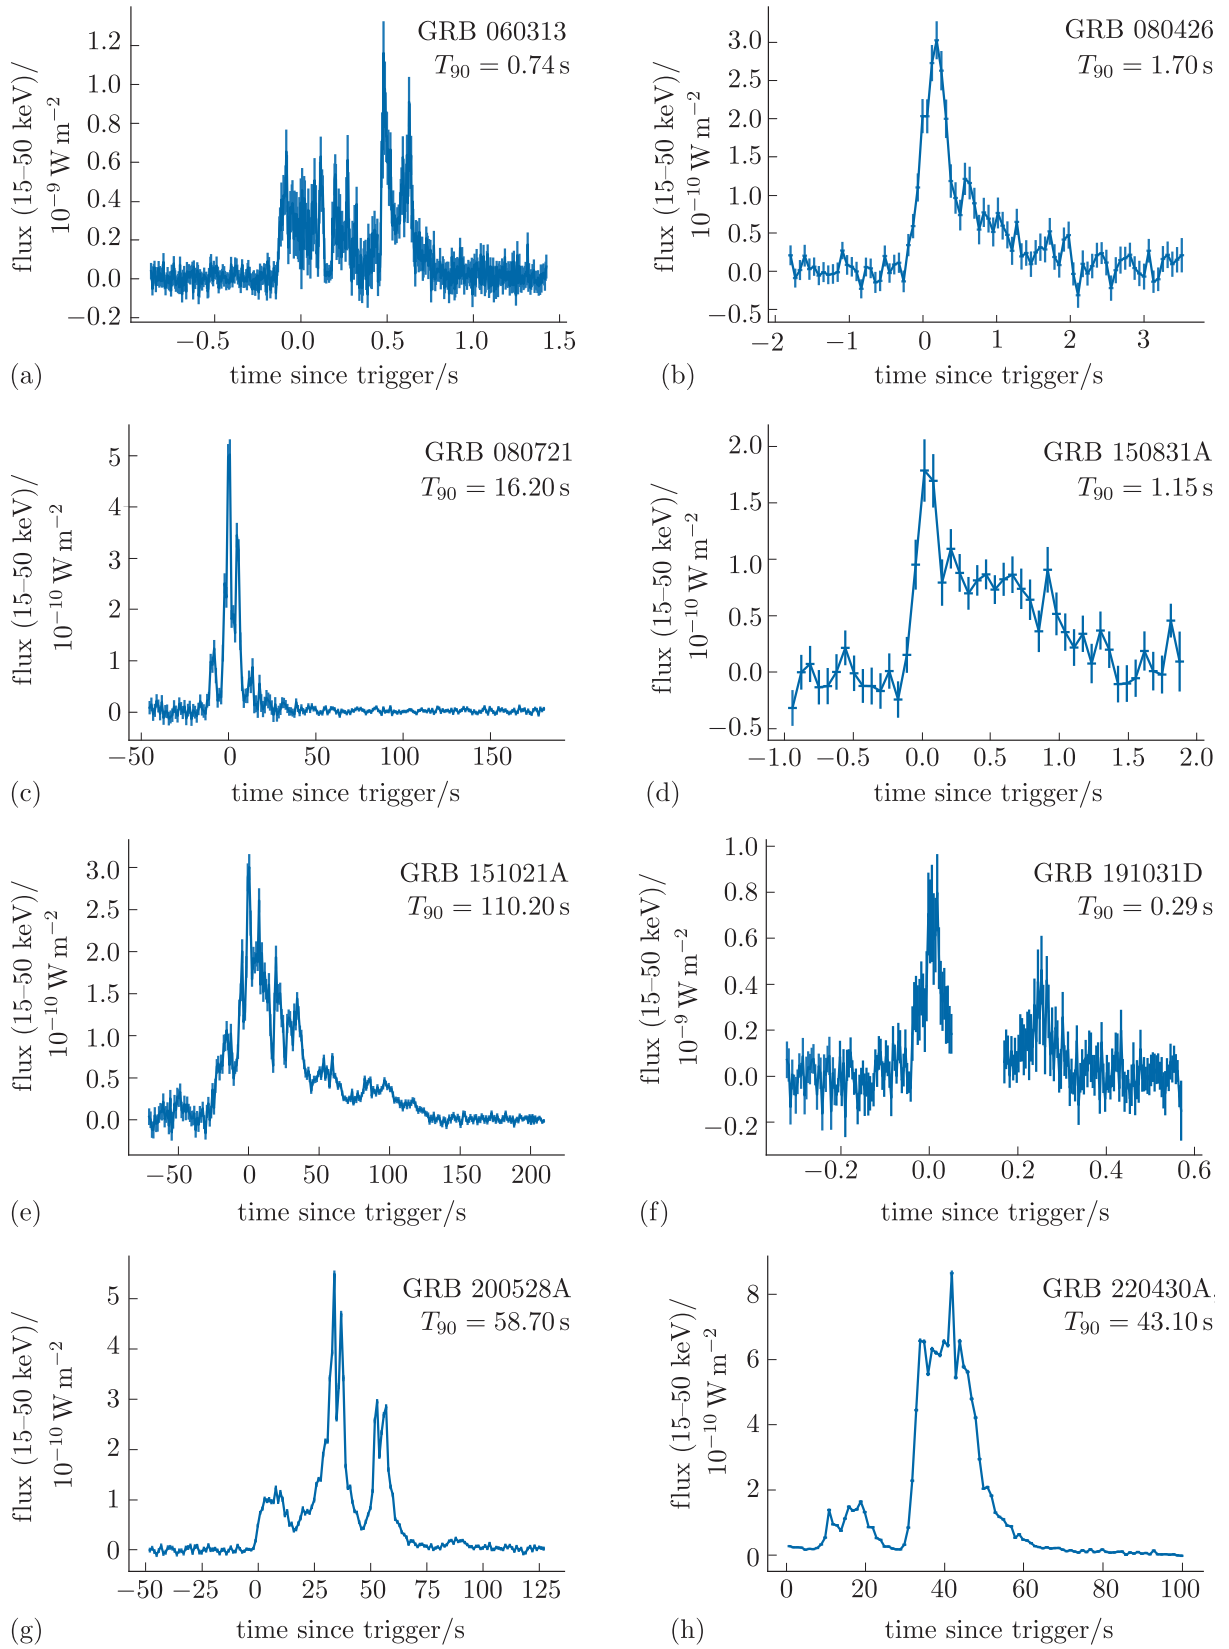 GRB 060313
T90 = 0.74 s
flux (15–50 keV)/
10−9 W m−2
1.2
1.0
0.8
0.6
0.4
0.2
0.0
−0.2
−0.5 0.0 0.5 1.0 1.5
time since trigger/s
(a)
GRB 080426
T90 = 1.70 s
flux (15–50 keV)/
10−10 W m−2
3.0
2.5
2.0
1.5
1.0
0.5
0.0
−0.5
−2 −1 0 1 2 3
time since trigger/s
(b)
GRB 080721
T90 = 16.20 s
flux (15–50 keV)/
10−10 W m−2
5
4
3
2
1
0
−50 0 50 100 150
time since trigger/s
(c)
GRB 150831A
T90 = 1.15 s
flux (15–50 keV)/
10−10 W m−2
2.0
1.5
1.0
0.5
0.0
−0.5
−1.0 −0.5 0.0 0.5 1.0 1.5 2.0
time since trigger/s
(d)
GRB 151021A
T90 = 110.20 s
flux (15–50 keV)/
10−10 W m−2
3.0
2.5
2.0
1.5
1.0
0.5
0.0
−50 0 50 100 150 200
time since trigger/s
(e)
GRB 191031D
T90 = 0.29 s
flux (15–50 keV)/
10−9 W m−2
1.0
0.8
0.6
0.4
0.2
0.0
−0.2
−0.2 0.0 0.2 0.4 0.6
time since trigger/s
(f)
GRB 200528A
T90 = 58.70 s
flux (15–50 keV)/
10−10 W m−2
5
4
3
2
1
0
−50 −25 0 25 50 75 100 125
time since trigger/s
(g)
GRB 220430A.
T90 = 43.10 s
flux (15–50 keV)/
10−10 W m−2
8
6
4
2
0
0 20 40 60 80 100
time since trigger/s
(h)